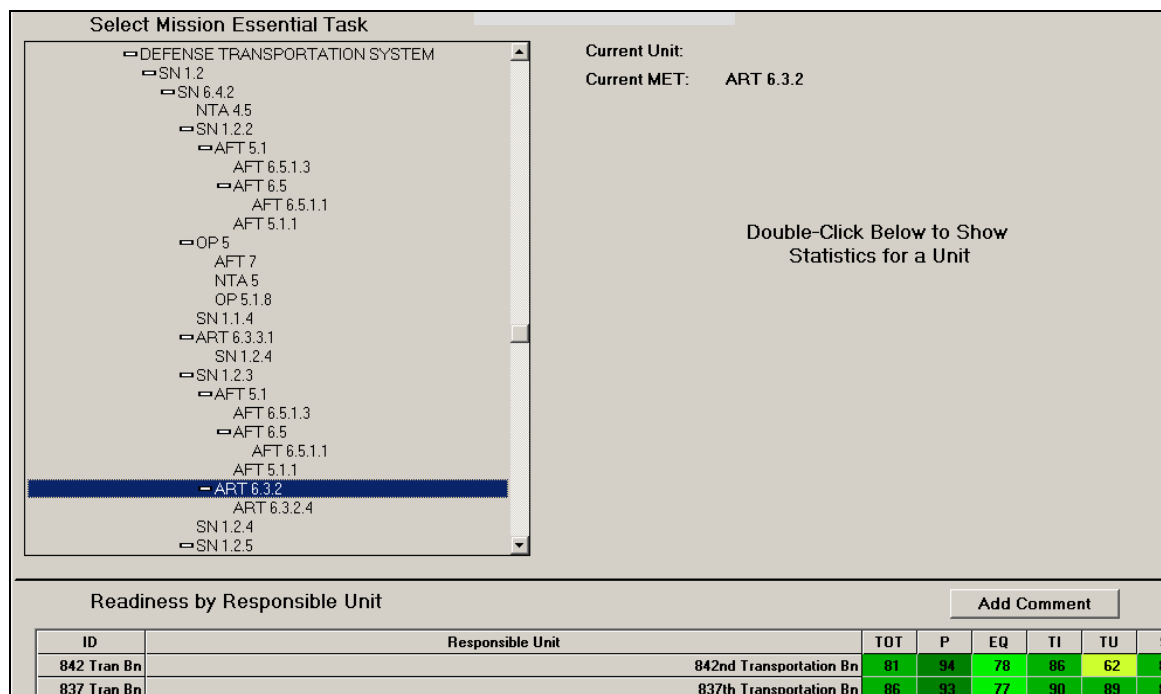 Select Mission Essential Task
DEFENSE TRANSPORTATION SYSTEM
SN 1.2
SN 6.4.2
NTA 4.5
SN 1.2.2
AFT 5.1
AFT 6.5.1.3
AFT 6.5
AFT 6.5.1.1
AFT 5.1.1
OP 5
AFT 7
NTA 5
OP 5.1.8
SN 1.1.4
ART 6.3.3.1
SN 1.2.4
SN 1.2.3
AFT 5.1
AFT 6.5.1.3
AFT 6.5
AFT 6.5.1.1
AFT 5.1.1
ART 6.3.2
ART 6.3.2.4
SN 1.2.4
SN 1.2.5
Current Unit:
Current MET: ART 6.3.2
Double-Click Below to Show
Statistics for a Unit
Readiness by Responsible Unit
Add Comment
ID Responsible Unit TOT P EQ TI TU
842 Tran Bn 842nd Transportation Bn 81 94 78 86 62
837 Tran Bn 837th Transportation Bn 86 93 77 90 89